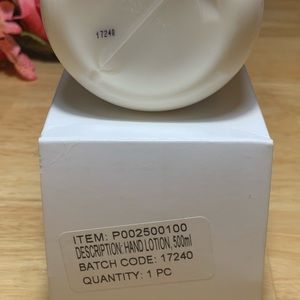 17240
ITEM: P002500100
DESCRIPTION: HAND LOTION, 500ml
BATCH CODE: 17240
QUANTITY: 1 PC